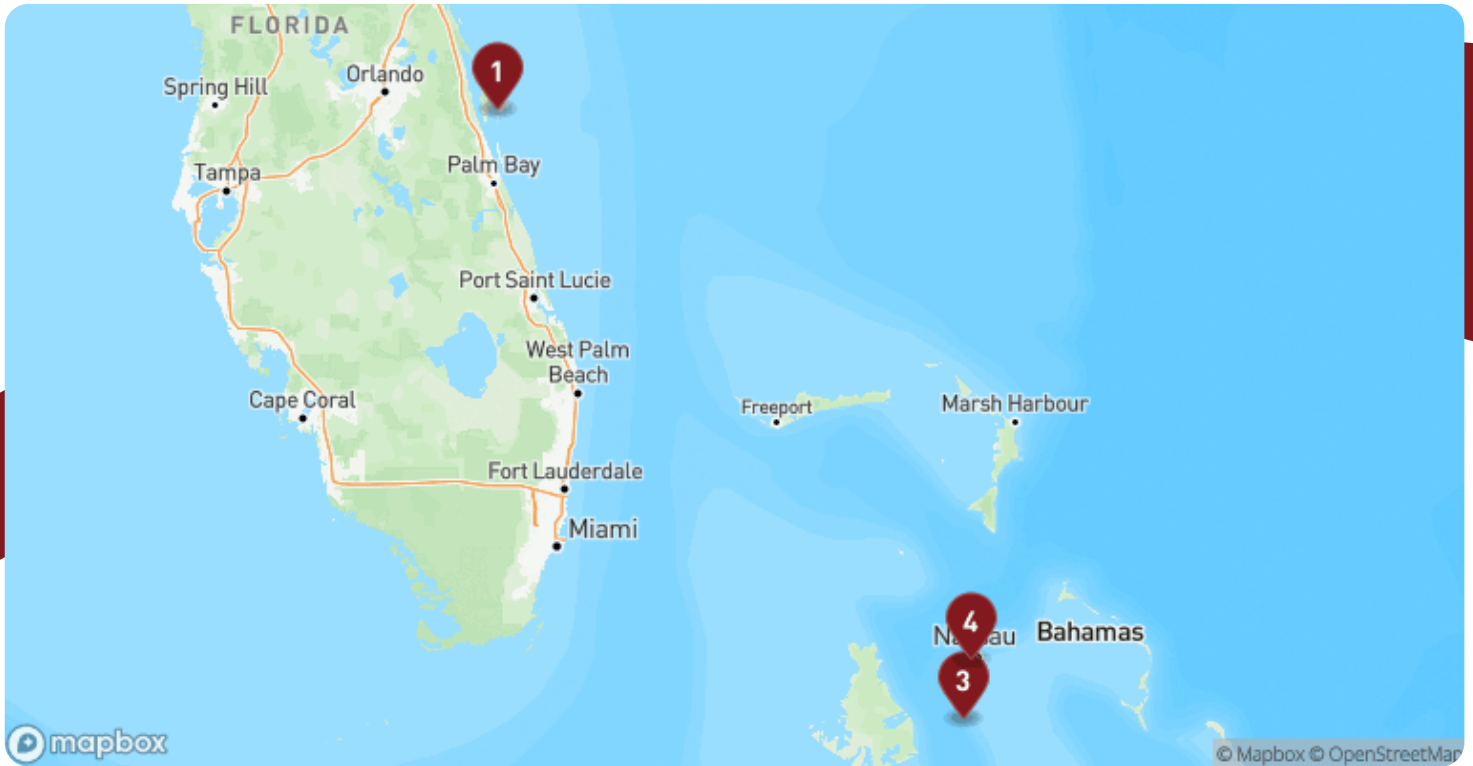 FLORIDA
1
Orlando
Spring Hill
Palm Bay
Tampa
Port Saint Lucie
West Palm
Beach
Cape Coral
Freeport
Marsh Harbour
Fort Lauderdale
Miami
4
Bahamas
3
mapbox
© Mapbox © OpenStreetMap